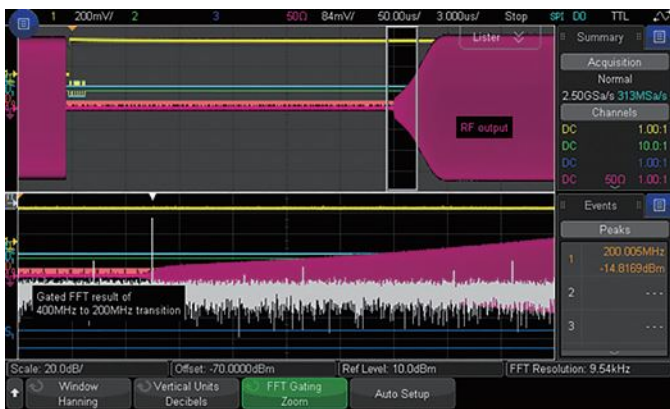 1 200mV/ 2 3 50Ω 84mV/ 50.00us/ 3.000us/ Stop SPI D0 TTL
Lister
Summary
Acquisition
Normal
2.50GSa/s 313MSa/s
Channels
DC 1.00:1
DC 10.0:1
DC 1.00:1
DC 50Ω 1.00:1
RF output
Events
Peaks
1 200.005MHz
-14.8169dBm
2 ---
3 ---
Gated FFT result of
400MHz to 200MHz transition
Scale: 20.0dB/ Offset: -70.0000dBm Ref Level: 10.0dBm FFT Resolution: 9.54kHz
Window
Hanning
Vertical Units
Decibels
FFT Gating
Zoom
Auto Setup